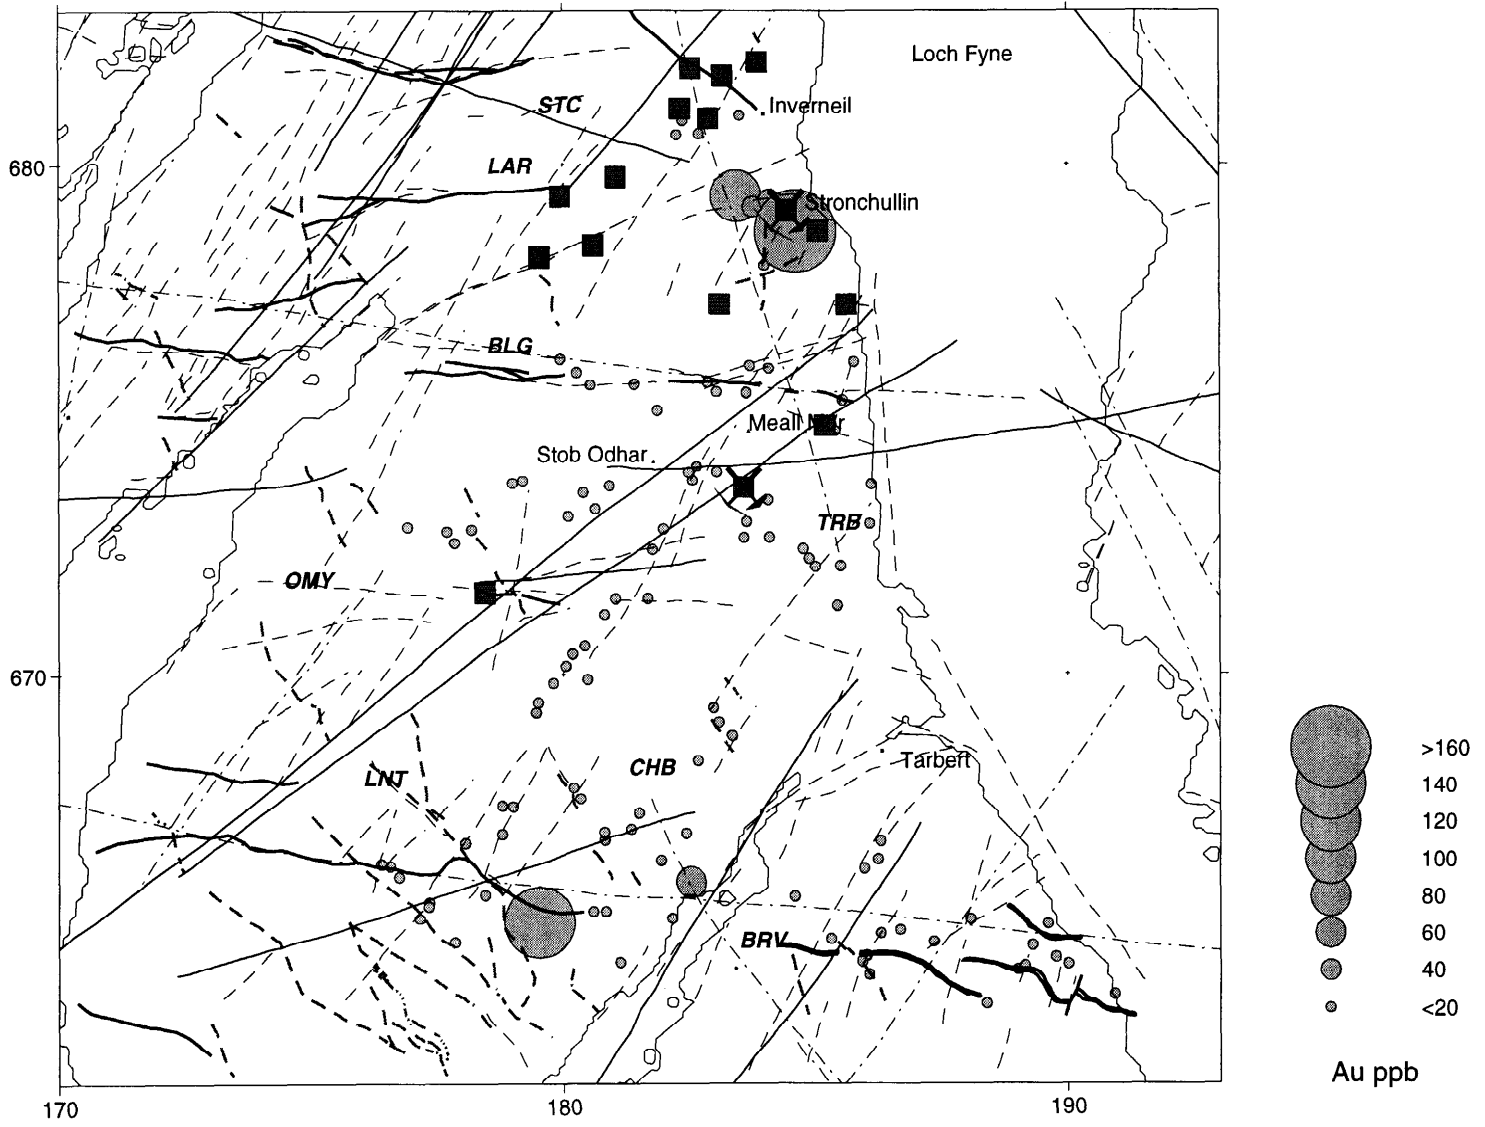 Loch Fyne
STC
Inverneil
680
LAR
Stronchullin
BLG
Meall Mor
Stob Odhar
TRB
OMY
670
Tarbert
CHB
LNT
BRV
>160
140
120
100
80
60
40
<20
Au ppb
170
180
190